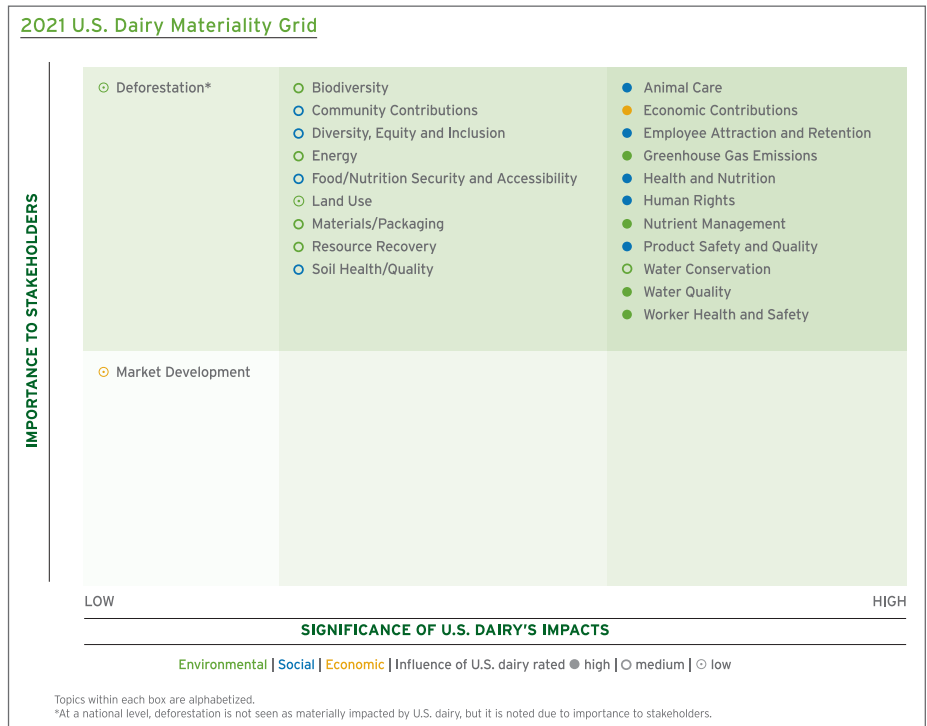 2021 U.S. Dairy Materiality Grid
IMPORTANCE TO STAKEHOLDERS
Deforestation*
Biodiversity
Community Contributions
Diversity, Equity and Inclusion
Energy
Food/Nutrition Security and Accessibility
Land Use
Materials/Packaging
Resource Recovery
Soil Health/Quality
Animal Care
Economic Contributions
Employee Attraction and Retention
Greenhouse Gas Emissions
Health and Nutrition
Human Rights
Nutrient Management
Product Safety and Quality
Water Conservation
Water Quality
Worker Health and Safety
Market Development
LOW
HIGH
SIGNIFICANCE OF U.S. DAIRY'S IMPACTS
Environmental | Social | Economic | Influence of U.S. dairy rated high | medium | low
Topics within each box are alphabetized.
*At a national level, deforestation is not seen as materially impacted by U.S. dairy, but it is noted due to importance to stakeholders.